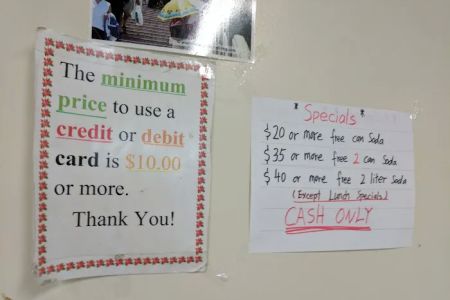 The minimum
price to use a
credit or debit
card is $10.00
or more.
Thank You!
* Specials *
$20 or more free can Soda
$35 or more free 2 can Soda
$40 or more free 2 liter Soda
(Except Lunch Specials)
CASH ONLY